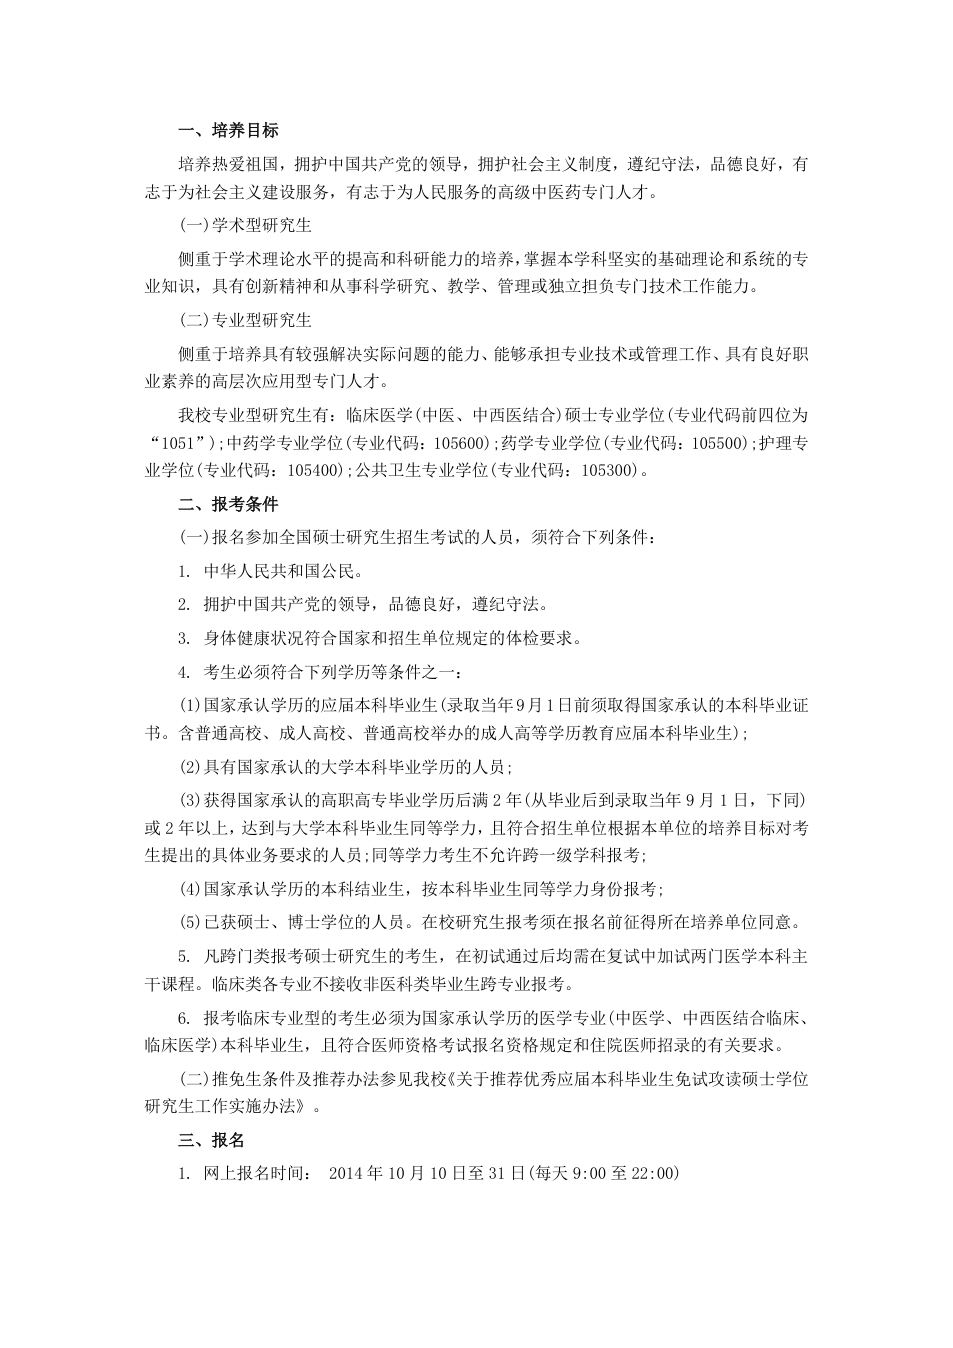 一、培养目标
培养热爱祖国，拥护中国共产党的领导，拥护社会主义制度，遵纪守法，品德良好，有
志于为社会主义建设服务，有志于为人民服务的高级中医药专门人才。
(一)学术型研究生
侧重于学术理论水平的提高和科研能力的培养，掌握本学科坚实的基础理论和系统的专
业知识，具有创新精神和从事科学研究、教学、管理或独立担负专门技术工作能力。
(二)专业型研究生
侧重于培养具有较强解决实际问题的能力、能够承担专业技术或管理工作、具有良好职
业素养的高层次应用型专门人才。
我校专业型研究生有：临床医学(中医、中西医结合)硕士专业学位(专业代码前四位为
“1051”);中药学专业学位(专业代码：105600);药学专业学位(专业代码：105500);护理专
业学位(专业代码：105400);公共卫生专业学位(专业代码：105300)。
二、报考条件
(一)报名参加全国硕士研究生招生考试的人员，须符合下列条件：
1. 中华人民共和国公民。
2. 拥护中国共产党的领导，品德良好，遵纪守法。
3. 身体健康状况符合国家和招生单位规定的体检要求。
4. 考生必须符合下列学历等条件之一：
(1)国家承认学历的应届本科毕业生(录取当年9月1日前须取得国家承认的本科毕业证
书。含普通高校、成人高校、普通高校举办的成人高等学历教育应届本科毕业生);
(2)具有国家承认的大学本科毕业学历的人员;
(3)获得国家承认的高职高专毕业学历后满 2 年(从毕业后到录取当年 9 月 1 日，下同)
或 2 年以上，达到与大学本科毕业生同等学力，且符合招生单位根据本单位的培养目标对考
生提出的具体业务要求的人员;同等学力考生不允许跨一级学科报考;
(4)国家承认学历的本科结业生，按本科毕业生同等学力身份报考;
(5)已获硕士、博士学位的人员。在校研究生报考须在报名前征得所在培养单位同意。
5. 凡跨门类报考硕士研究生的考生，在初试通过后均需在复试中加试两门医学本科主
干课程。临床类各专业不接收非医科类毕业生跨专业报考。
6. 报考临床专业型的考生必须为国家承认学历的医学专业(中医学、中西医结合临床、
临床医学)本科毕业生，且符合医师资格考试报名资格规定和住院医师招录的有关要求。
(二)推免生条件及推荐办法参见我校《关于推荐优秀应届本科毕业生免试攻读硕士学位
研究生工作实施办法》。
三、报名
1. 网上报名时间： 2014 年 10 月 10 日至 31 日(每天 9:00 至 22:00)